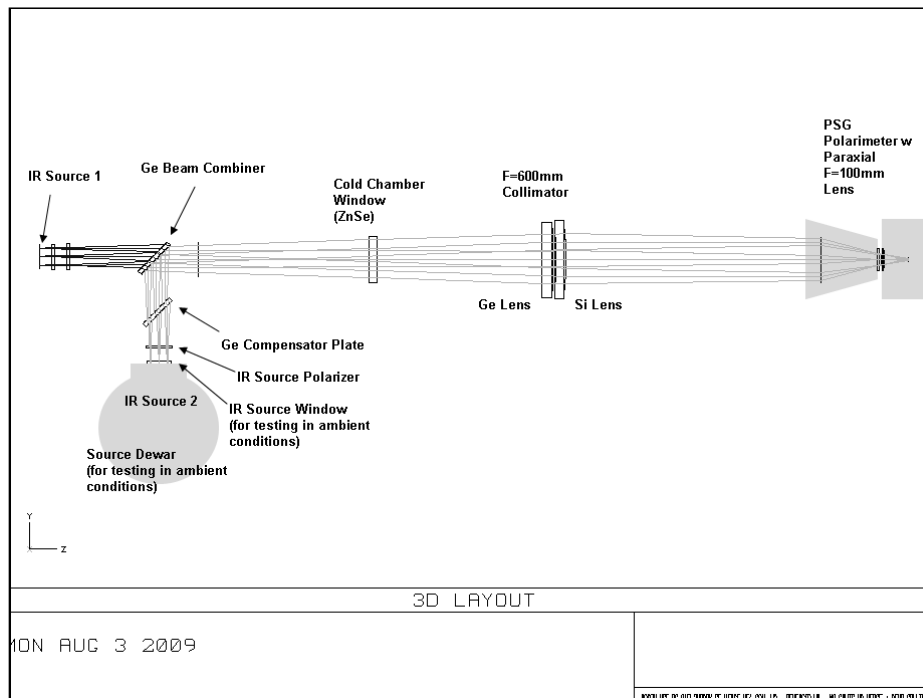 PSG
Polarimeter w
Paraxial
F=100mm
Lens
Ge Beam Combiner
IR Source 1
Cold Chamber
Window
(ZnSe)
F=600mm
Collimator
Ge Lens
Si Lens
Ge Compensator Plate
IR Source Polarizer
IR Source 2
IR Source Window
(for testing in ambient
conditions)
Source Dewar
(for testing in ambient
conditions)
Y
Z
3D LAYOUT
MON AUG 3 2009